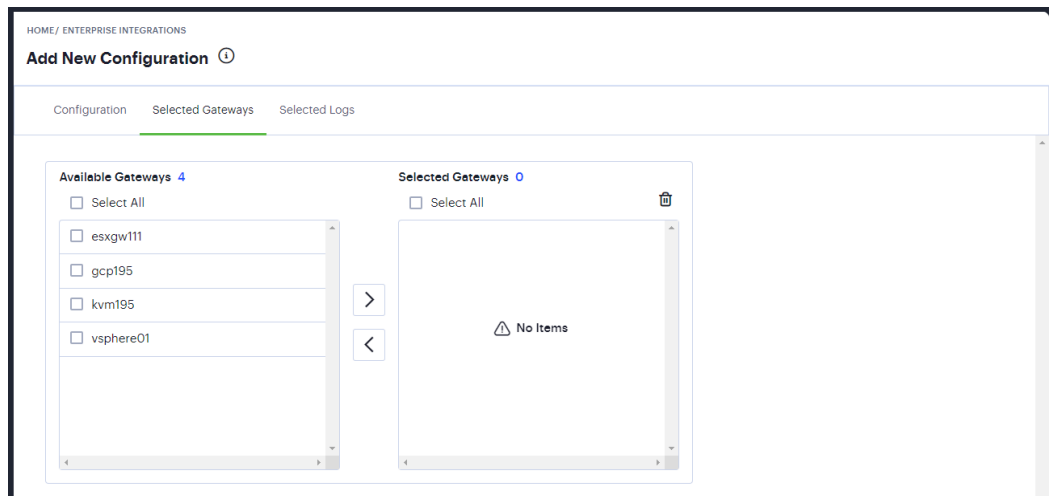 HOME/ ENTERPRISE INTEGRATIONS
Add New Configuration
Configuration Selected Gateways Selected Logs
Available Gateways 4
Select All
esxgw111
gcp195
kvm195
vsphere01
Selected Gateways 0
Select All
No Items